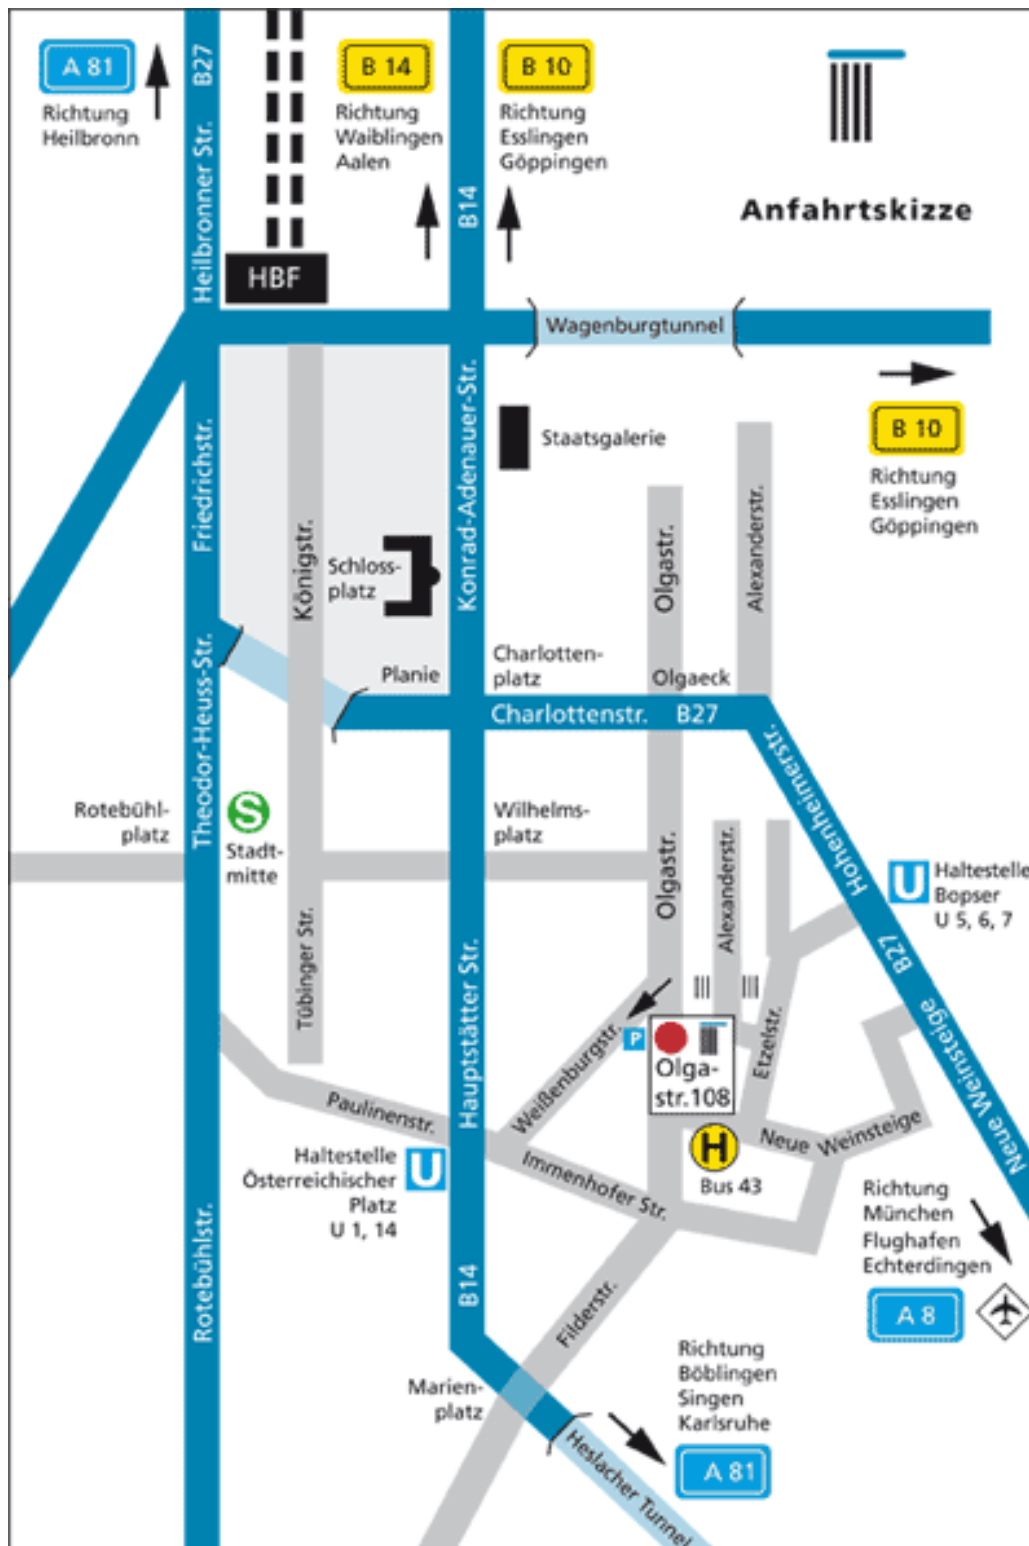 A 81
Richtung
Heilbronn
B27
Heilbronner Str.
HBF
B 14
Richtung
Waiblingen
Aalen
B14
B 10
Richtung
Esslingen
Göppingen
Anfahrtskizze
Wagenburgtunnel
B 10
Richtung
Esslingen
Göppingen
Friedrichstr.
Königstr.
Schloss-
platz
Konrad-Adenauer-Str.
Staatsgalerie
Olgastr.
Alexanderstr.
Theodor-Heuss-Str.
Planie
Charlotten-
platz
Olgaeck
Charlottenstr.
B27
Hohenheimerstr.
Rotebühl-
platz
S
Stadt-
mitte
Wilhelms-
platz
Olgastr.
Alexanderstr.
U
Haltestelle
Bopser
U 5, 6, 7
B27
Neue Weinsteige
Tübinger Str.
Hauptstätter Str.
Weißenburgstr.
P
Olga-
str.108
Etzelstr.
Paulinenstr.
Neue Weinsteige
H
Bus 43
Haltestelle
Österreichischer
Platz
U 1, 14
U
Immenhofer Str.
Richtung
München
Flughafen
Echterdingen
A 8
Rotebühlstr.
B14
Filderstr.
Marien-
platz
Richtung
Böblingen
Singen
Karlsruhe
A 81
Heslacher Tunnel